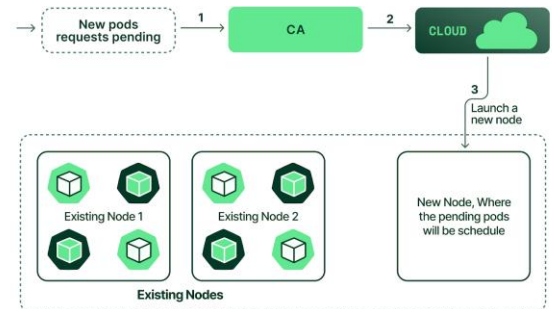 New pods
requests pending
1
CA
2
CLOUD
3
Launch a
new node
Existing Node 1
Existing Node 2
New Node, Where
the pending pods
will be schedule
Existing Nodes